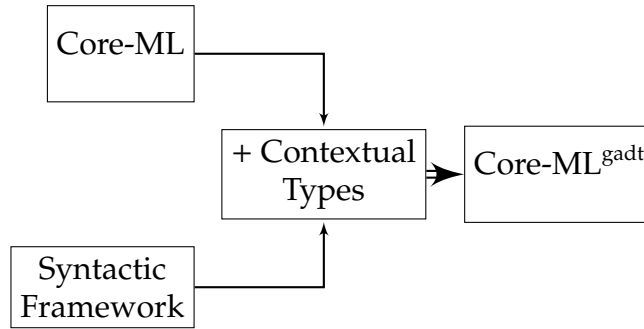 Core-ML
+ Contextual
Types
Core-ML^gadt
Syntactic
Framework